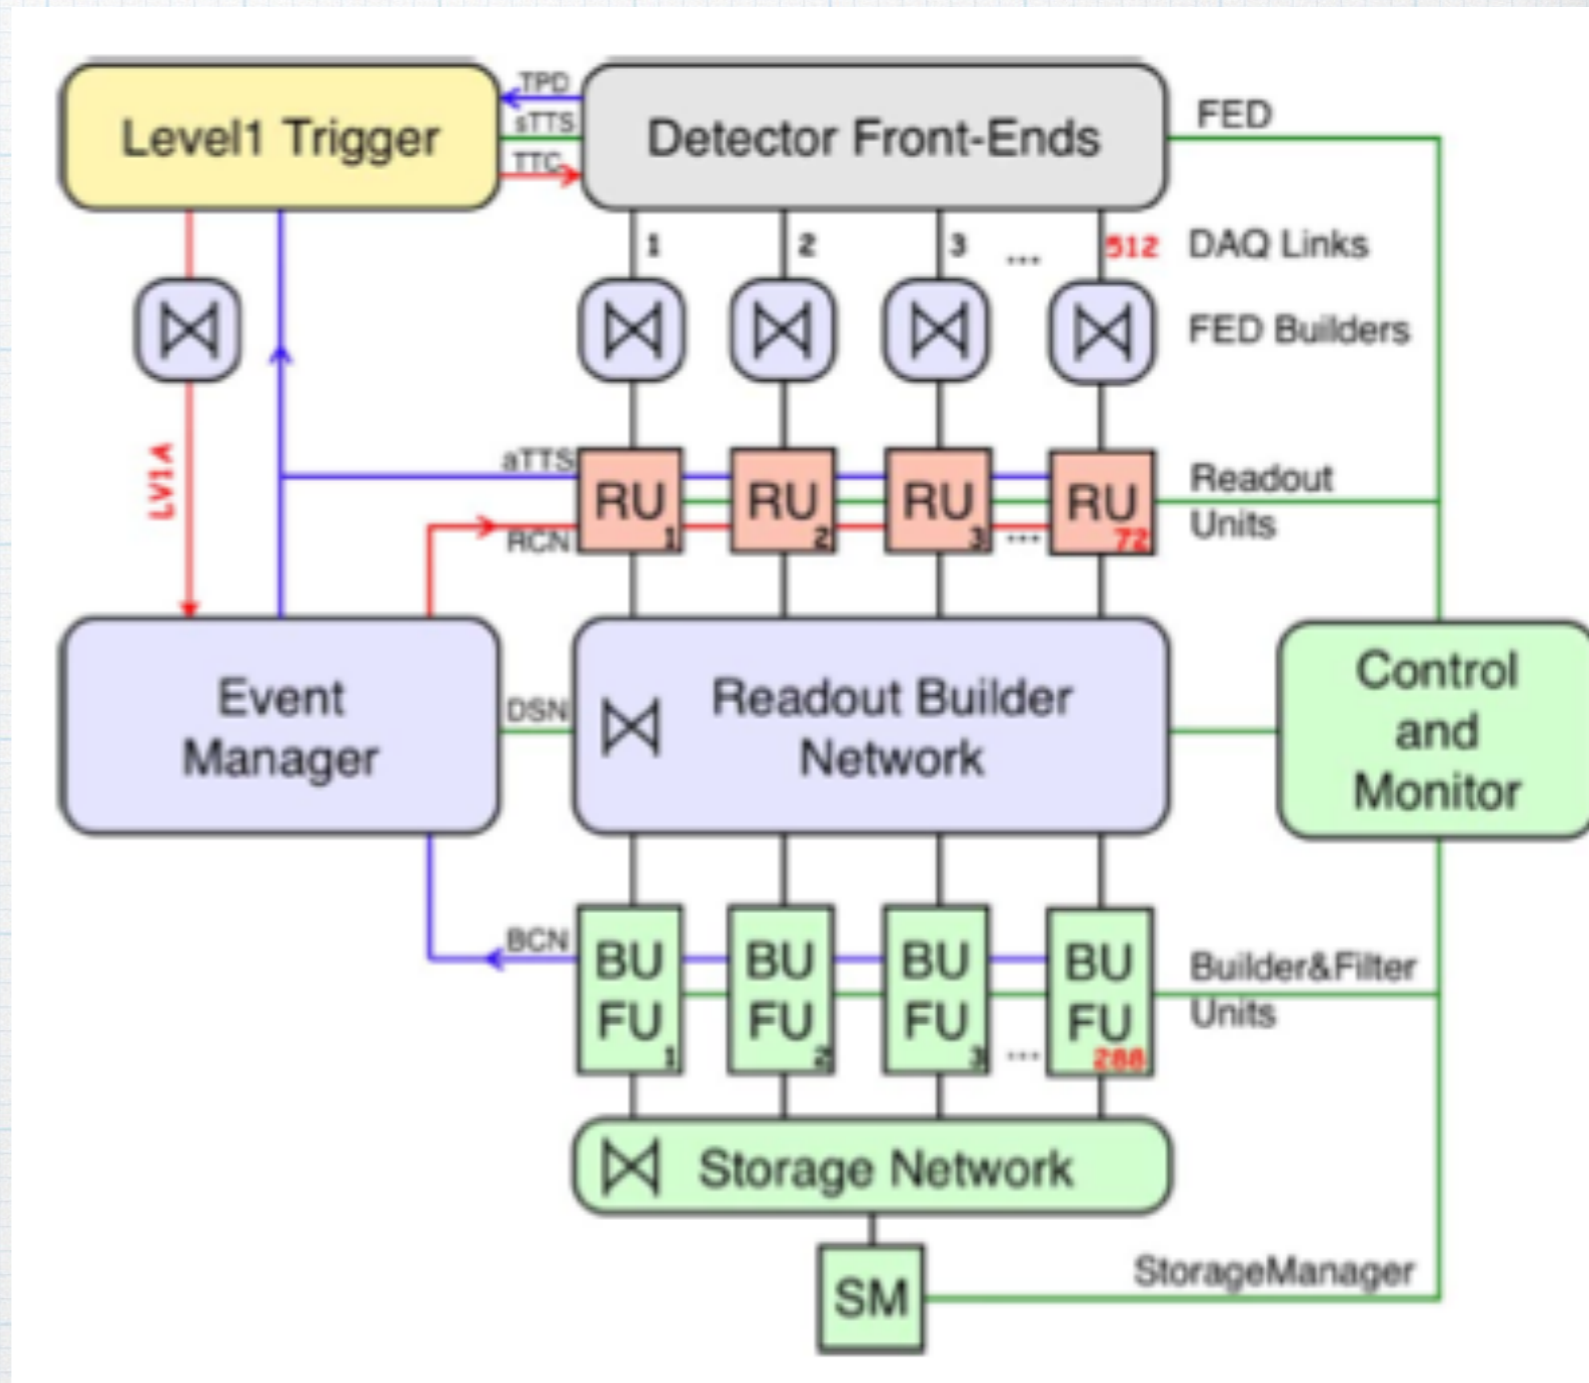 Level1 Trigger
TPD
sTTS
TTC
Detector Front-Ends
FED
1
2
3
...
512
DAQ Links
FED Builders
LV1A
aTTS
RCN
RU
1
RU
2
RU
3
...
RU
72
Readout
Units
Event
Manager
DSN
Readout Builder
Network
Control
and
Monitor
BCN
BU
FU
1
BU
FU
2
BU
FU
3
...
BU
FU
288
Builder&Filter
Units
Storage Network
SM
StorageManager